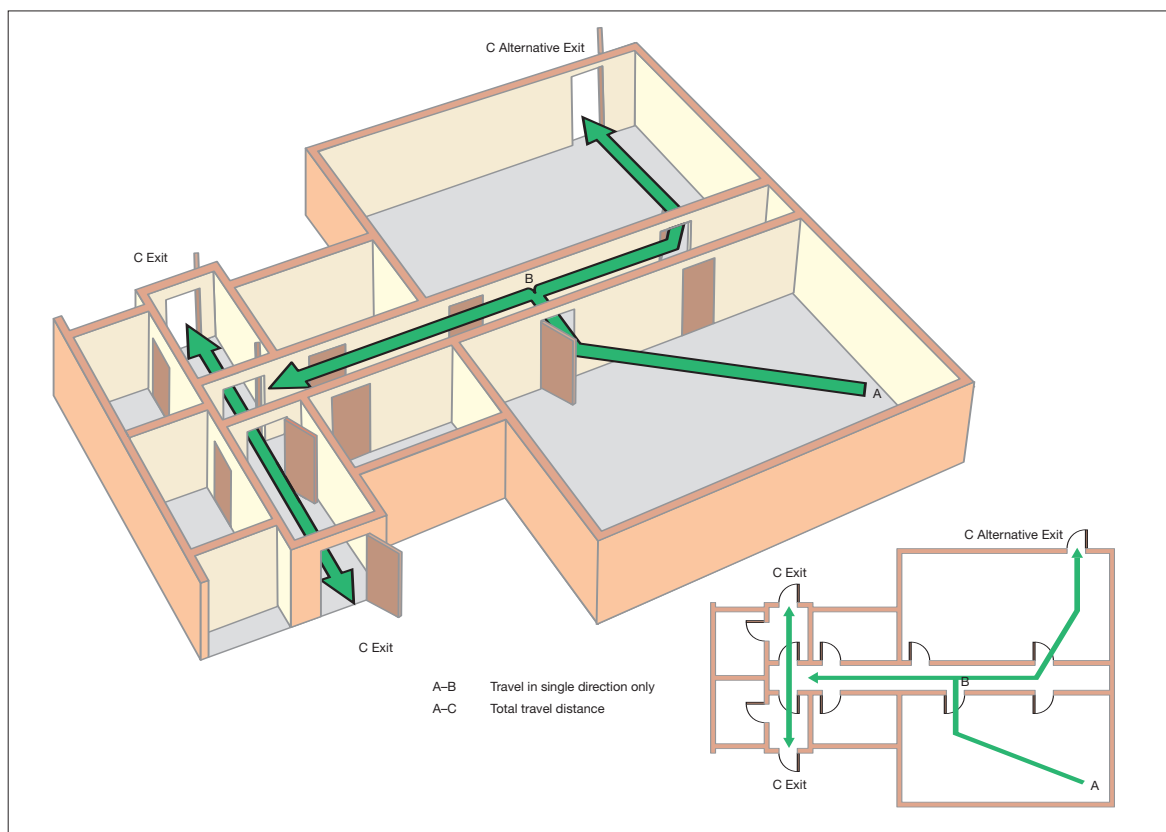 C Alternative Exit
C Exit
B
A
C Exit
A–B Travel in single direction only
A–C Total travel distance
C Alternative Exit
C Exit
B
A
C Exit